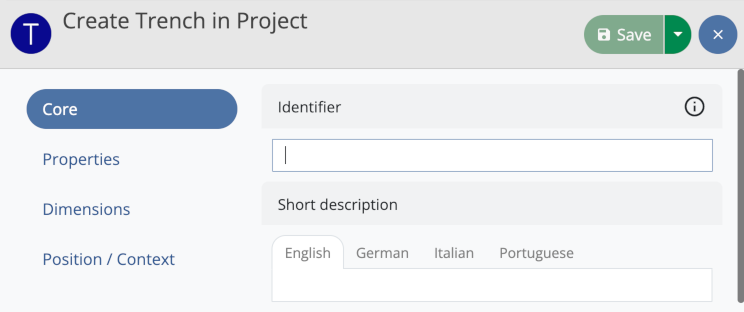 T
Create Trench in Project
Save
Core
Properties
Dimensions
Position / Context
Identifier
Short description
English German Italian Portuguese